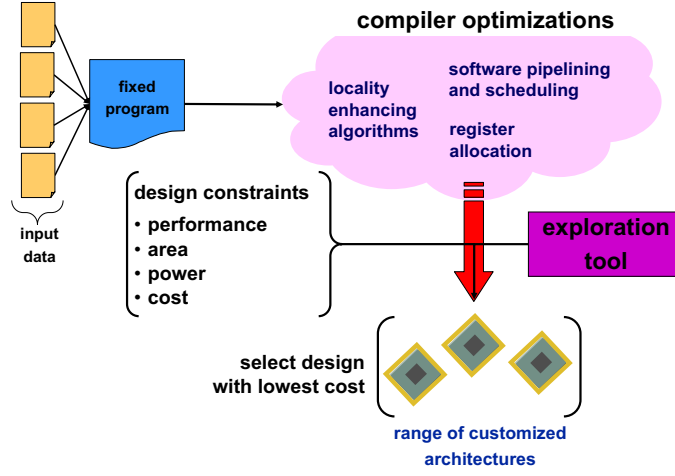 compiler optimizations
fixed
program
locality
enhancing
algorithms
software pipelining
and scheduling
register
allocation
input
data
design constraints
• performance
• area
• power
• cost
exploration
tool
select design
with lowest cost
range of customized
architectures